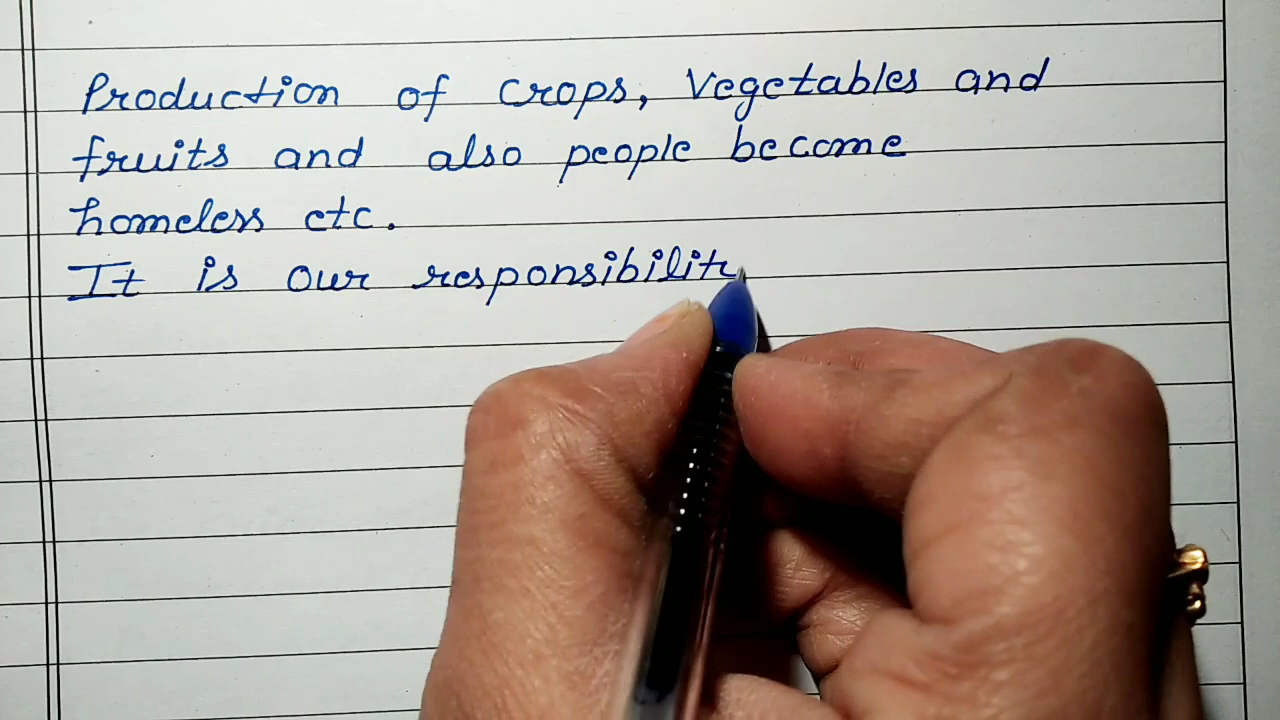 Production of crops, Vegetables and
fruits and also people become
homeless etc.
It is our responsibilit